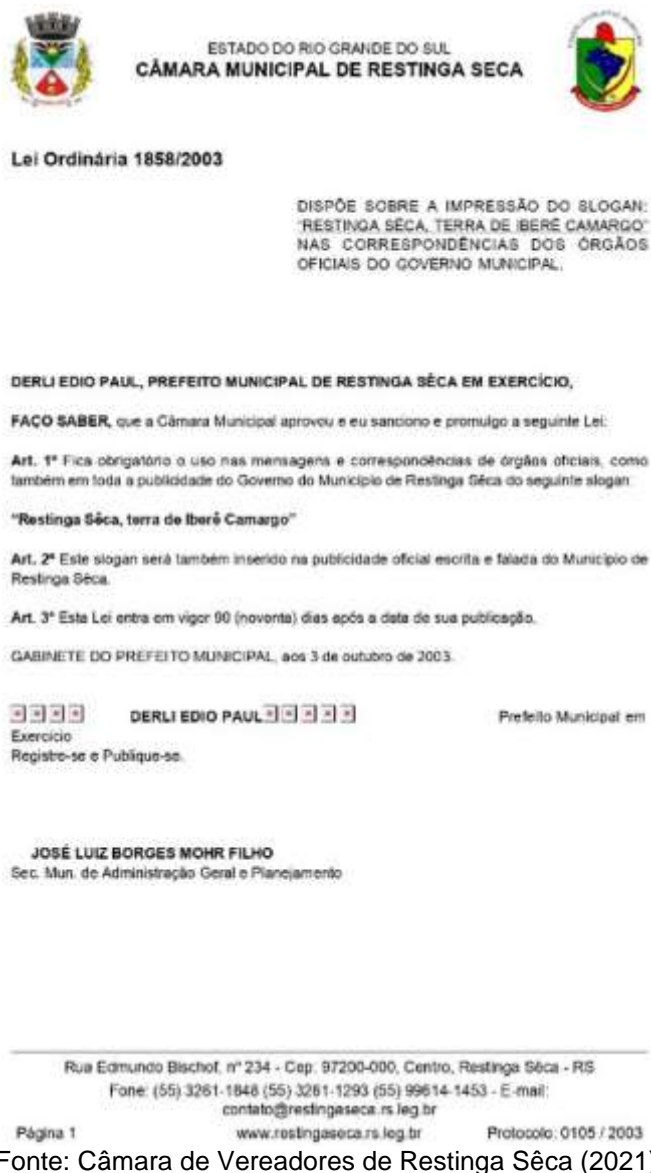 ESTADO DO RIO GRANDE DO SUL
CÂMARA MUNICIPAL DE RESTINGA SECA
Lei Ordinária 1858/2003
DISPÕE SOBRE A IMPRESSÃO DO SLOGAN:
"RESTINGA SÊCA, TERRA DE IBERÊ CAMARGO"
NAS CORRESPONDÊNCIAS DOS ÓRGÃOS
OFICIAIS DO GOVERNO MUNICIPAL.
DERLI EDIO PAUL, PREFEITO MUNICIPAL DE RESTINGA SÊCA EM EXERCÍCIO,
FAÇO SABER, que a Câmara Municipal aprovou e eu sanciono e promulgo a seguinte Lei:
Art. 1º Fica obrigatório o uso nas mensagens e correspondências de órgãos oficiais, como
também em toda a publicidade do Governo do Município de Restinga Sêca do seguinte slogan:
"Restinga Sêca, terra de Iberê Camargo"
Art. 2º Este slogan será também inserido na publicidade oficial escrita e falada do Município de
Restinga Sêca.
Art. 3º Esta Lei entra em vigor 90 (noventa) dias após a data de sua publicação.
GABINETE DO PREFEITO MUNICIPAL, aos 3 de outubro de 2003.
DERLI EDIO PAUL Prefeito Municipal em
Exercício
Registre-se e Publique-se.
JOSÉ LUIZ BORGES MOHR FILHO
Sec. Mun. de Administração Geral e Planejamento
Rua Edmundo Bischof, nº 234 - Cep: 97200-000, Centro, Restinga Sêca - RS
Fone: (55) 3261-1848 (55) 3261-1293 (55) 99614-1453 - E-mail:
contato@restingaseca.rs.leg.br
Página 1 www.restingaseca.rs.leg.br Protocolo: 0105 / 2003
Fonte: Câmara de Vereadores de Restinga Sêca (2021)